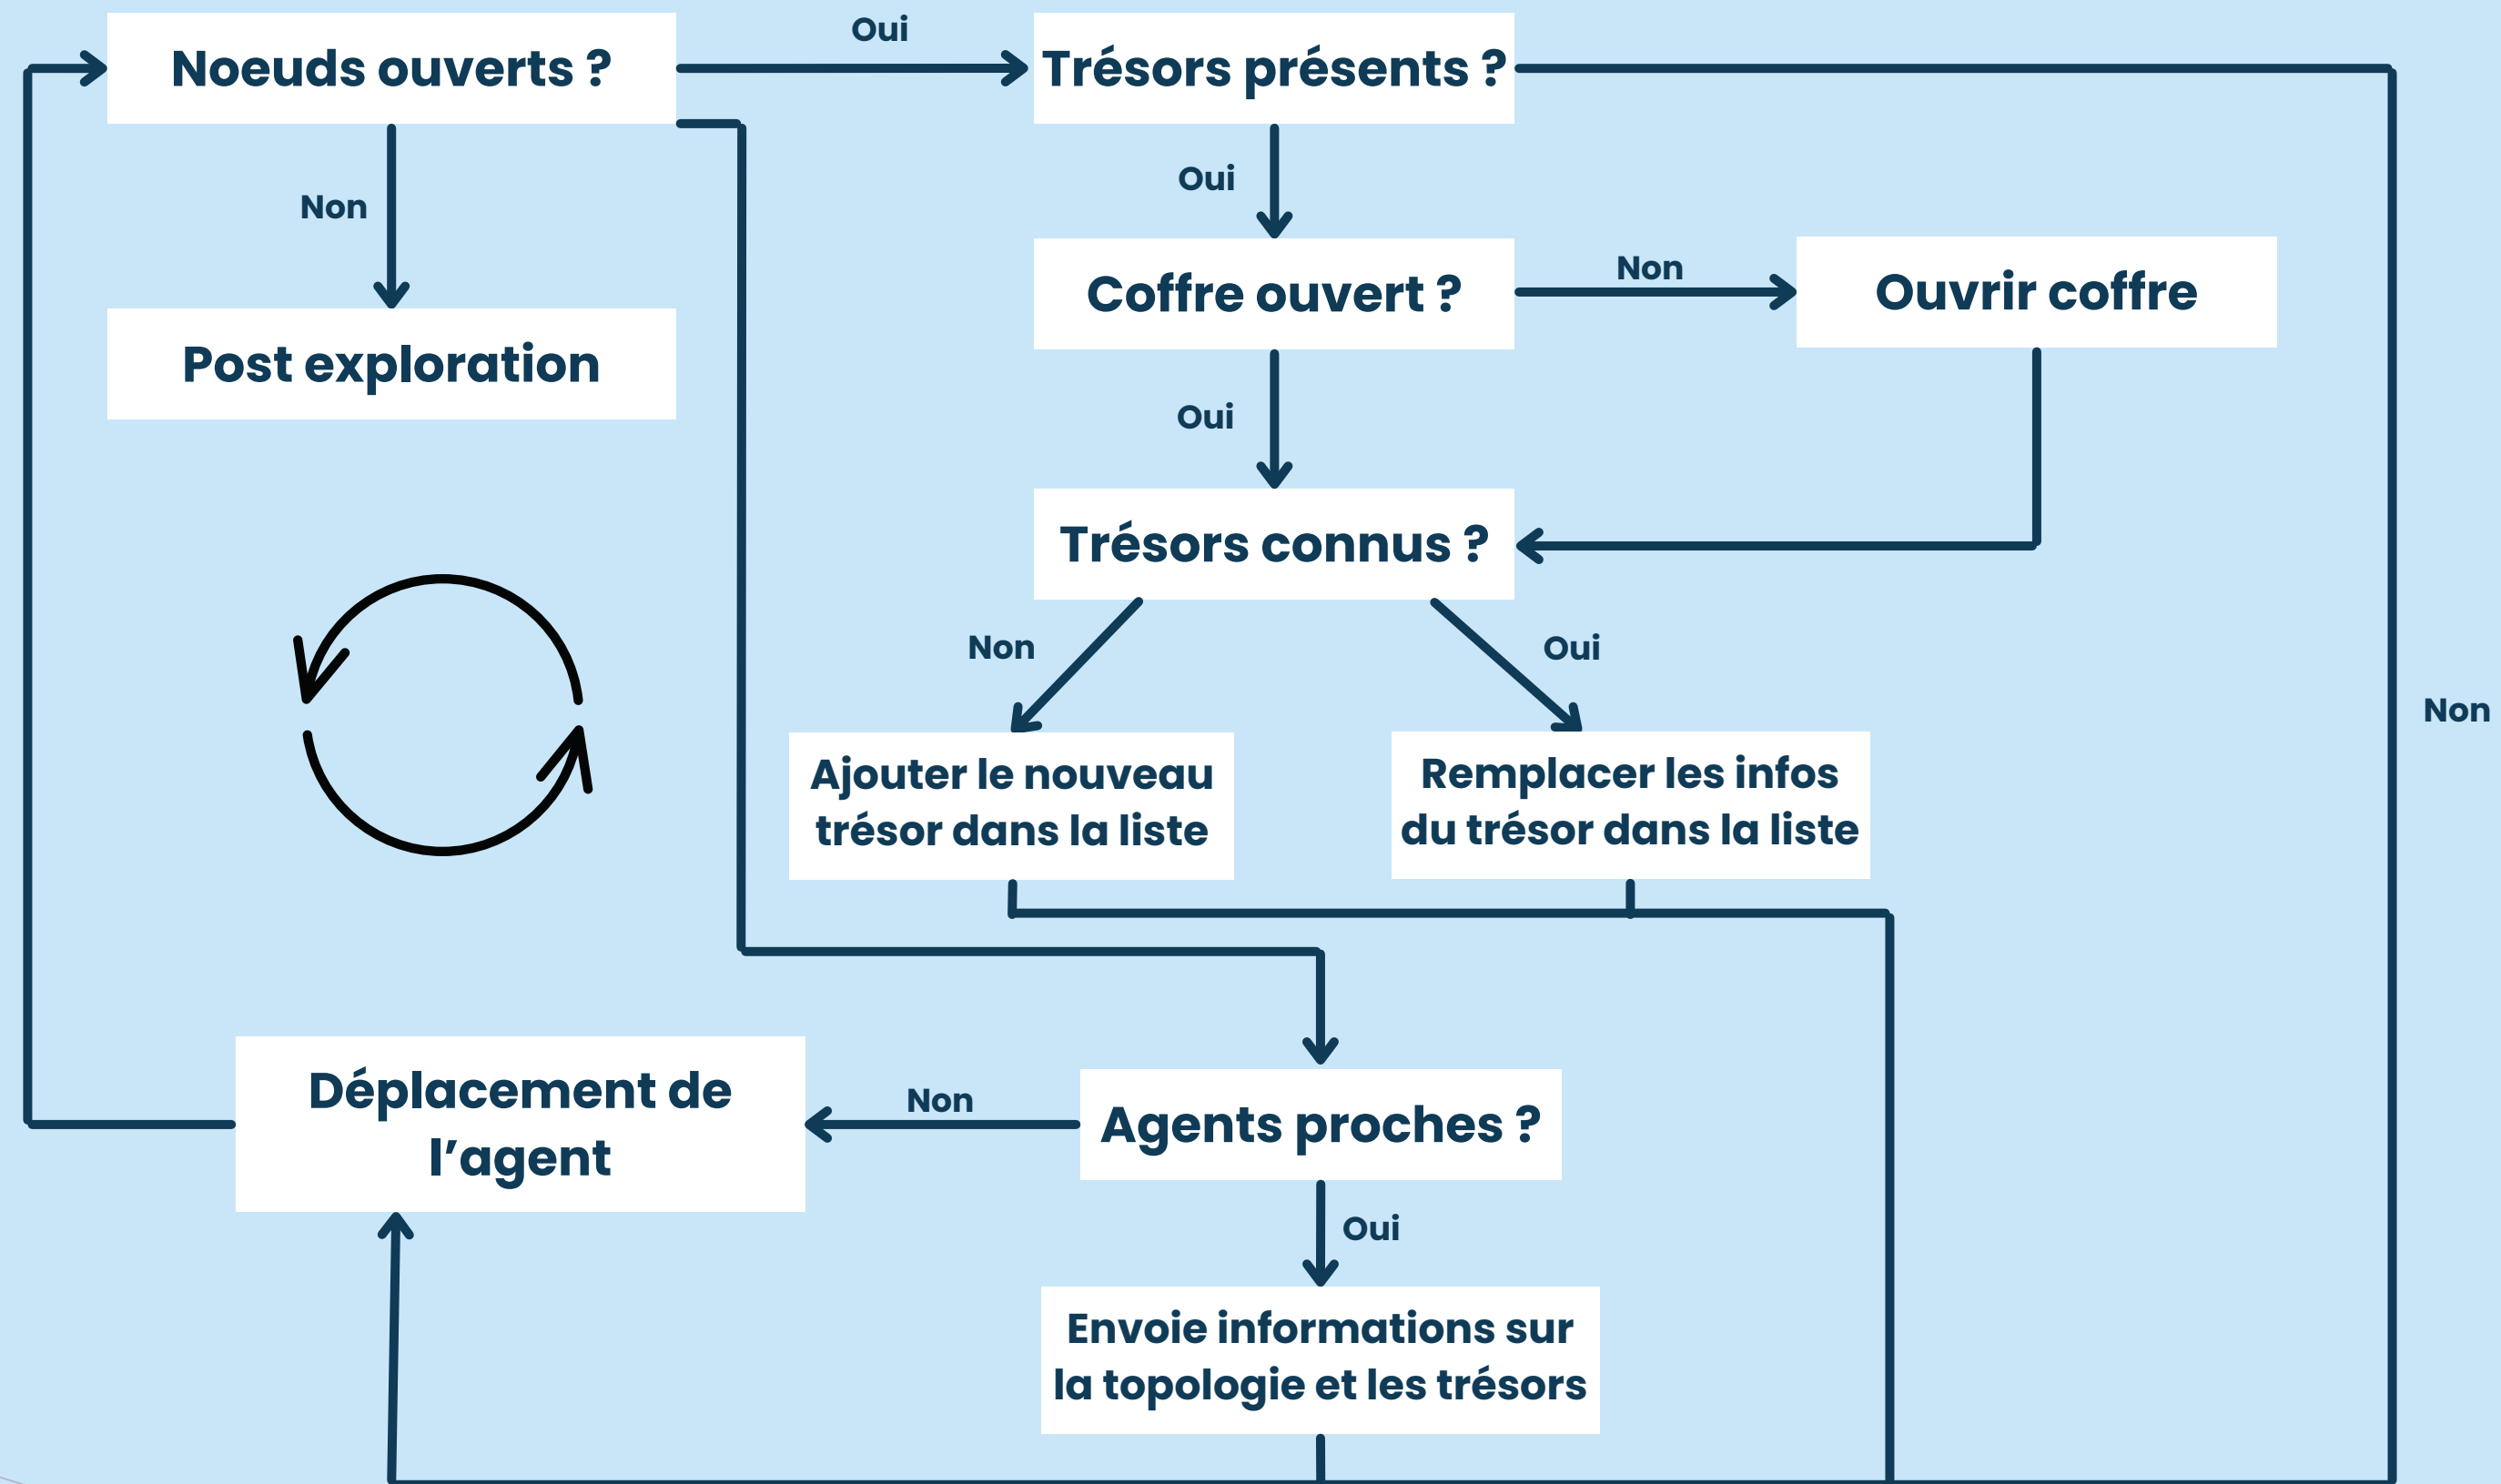 Noeuds ouverts ?
Oui
Trésors présents ?
Non
Oui
Post exploration
Coffre ouvert ?
Non
Ouvrir coffre
Oui
Trésors connus ?
Non
Oui
Non
Ajouter le nouveau
trésor dans la liste
Remplacer les infos
du trésor dans la liste
Déplacement de
l’agent
Non
Agents proches ?
Oui
Envoie informations sur
la topologie et les trésors